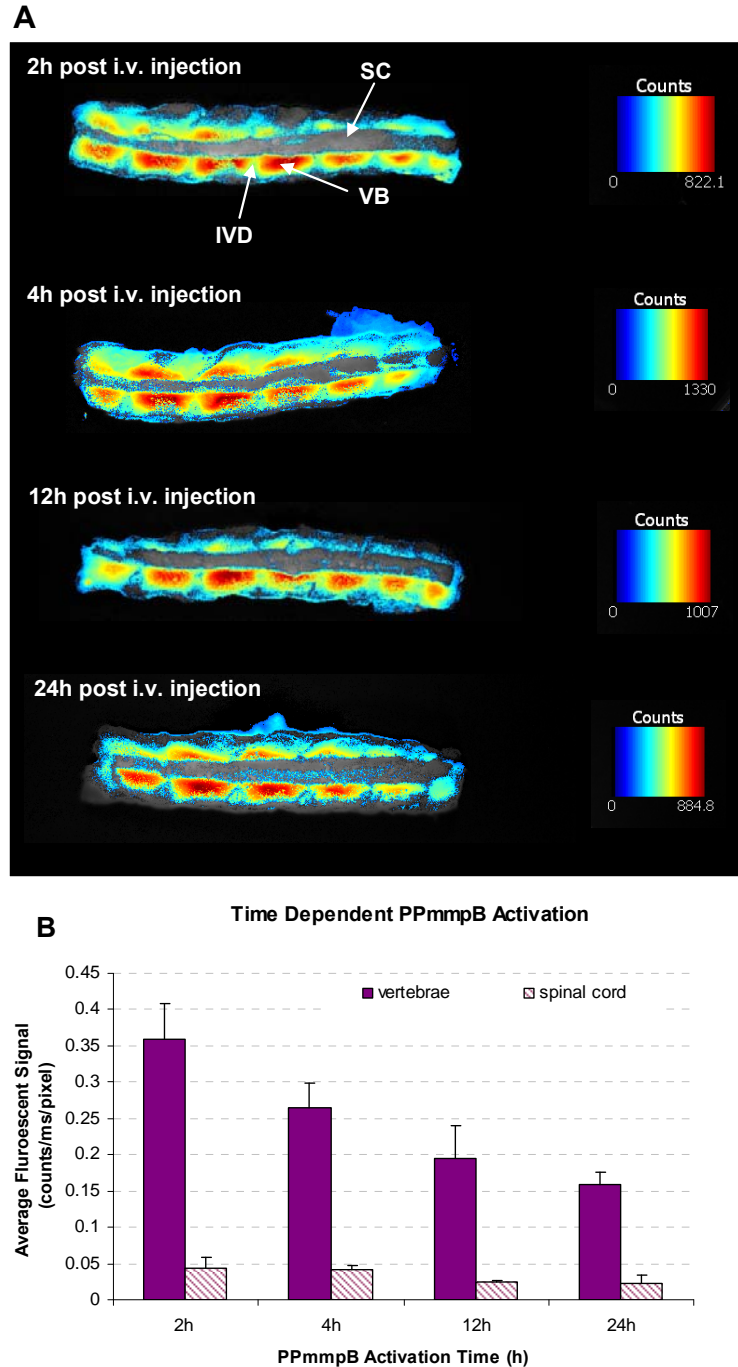 A
2h post i.v. injection
SC
Counts
0 822.1
VB
IVD
4h post i.v. injection
Counts
0 1330
12h post i.v. injection
Counts
0 1007
24h post i.v. injection
Counts
0 884.8
B
Time Dependent PPmmpB Activation
vertebrae
spinal cord
Average Fluroescent Signal
(counts/ms/pixel)
0.45
0.4
0.35
0.3
0.25
0.2
0.15
0.1
0.05
0
2h 4h 12h 24h
PPmmpB Activation Time (h)